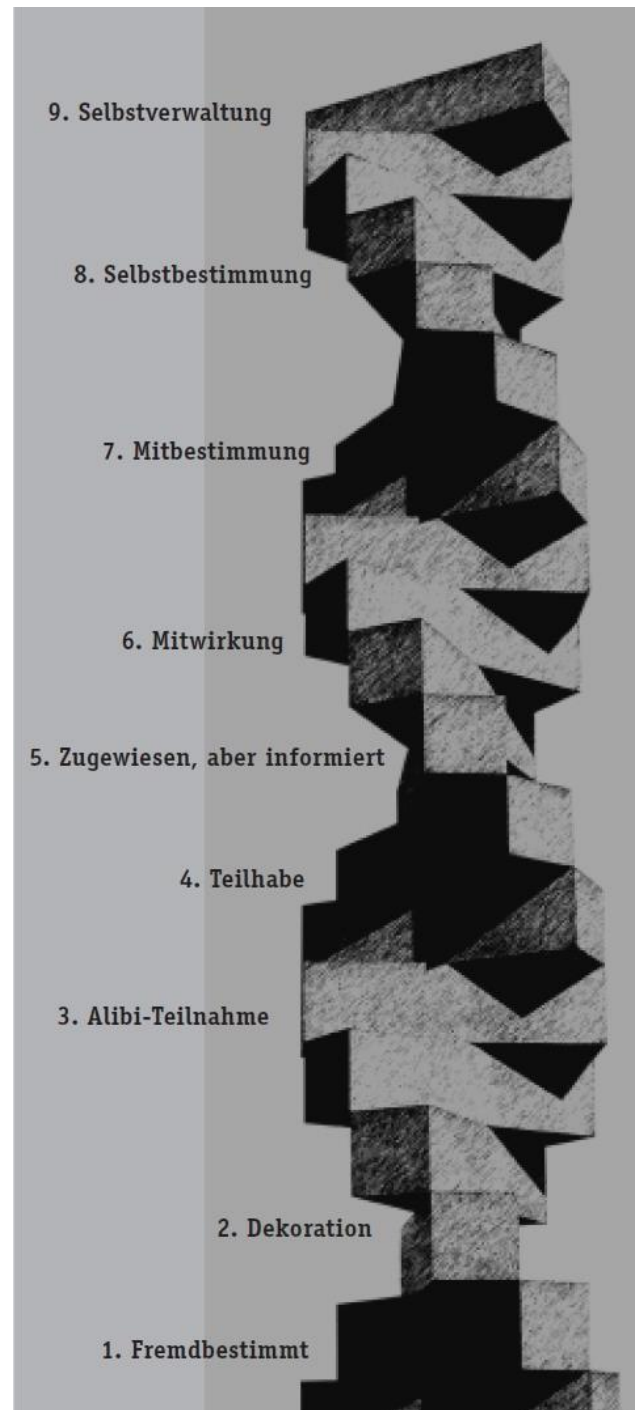 9. Selbstverwaltung
8. Selbstbestimmung
7. Mitbestimmung
6. Mitwirkung
5. Zugewiesen, aber informiert
4. Teilhabe
3. Alibi-Teilnahme
2. Dekoration
1. Fremdbestimmt